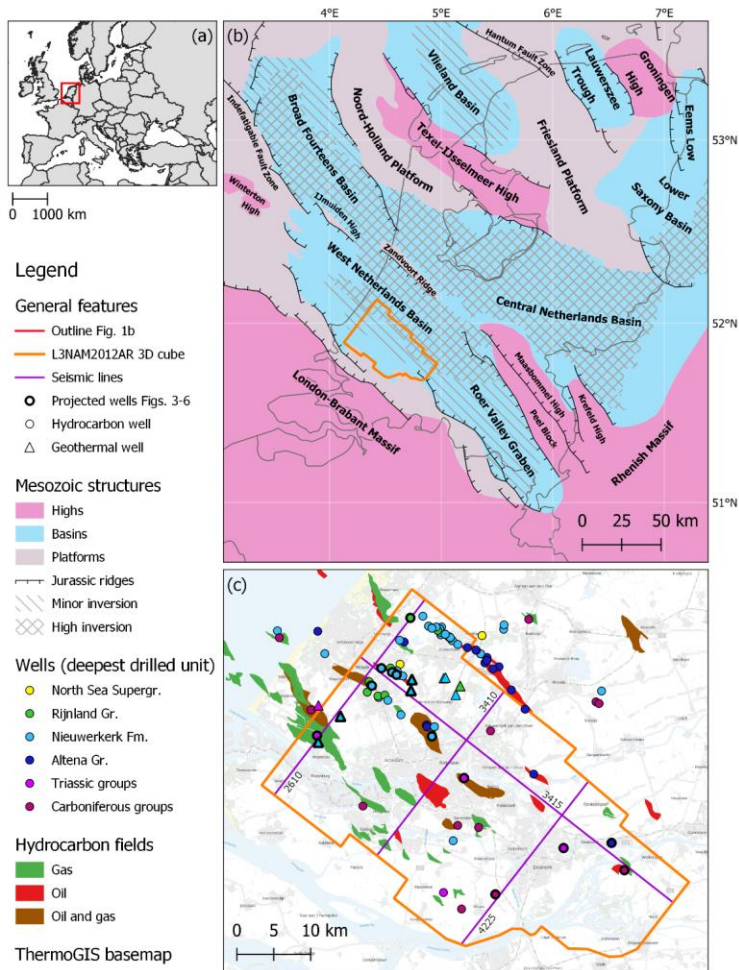 (a)
0 1000 km
Legend
General features
Outline Fig. 1b
L3NAM2012AR 3D cube
Seismic lines
Projected wells Figs. 3-6
Hydrocarbon well
Geothermal well
Mesozoic structures
Highs
Basins
Platforms
Jurassic ridges
Minor inversion
High inversion
Wells (deepest drilled unit)
North Sea Supergr.
Rijnland Gr.
Nieuwerkerk Fm.
Altena Gr.
Triassic groups
Carboniferous groups
Hydrocarbon fields
Gas
Oil
Oil and gas
ThermoGIS basemap
4°E 5°E 6°E 7°E
(b)
Hantum Fault Zone
Vlieland Basin
Lauwerszee Trough
Groningen High
Eems Low
Indefatigable Fault Zone
Broad Fourteens Basin
Noord-Holland Platform
Texel-IJsselmeer High
Friesland Platform
53°N
Lower Saxony Basin
Winterton High
IJmuiden High
Zandvoort Ridge
West Netherlands Basin
Central Netherlands Basin
52°N
London-Brabant Massif
Roer Valley Graben
Maasbommel High
Peel Block
Krefeld High
Rhenish Massif
51°N
0 25 50 km
(c)
3410
2610
3415
4225
0 5 10 km